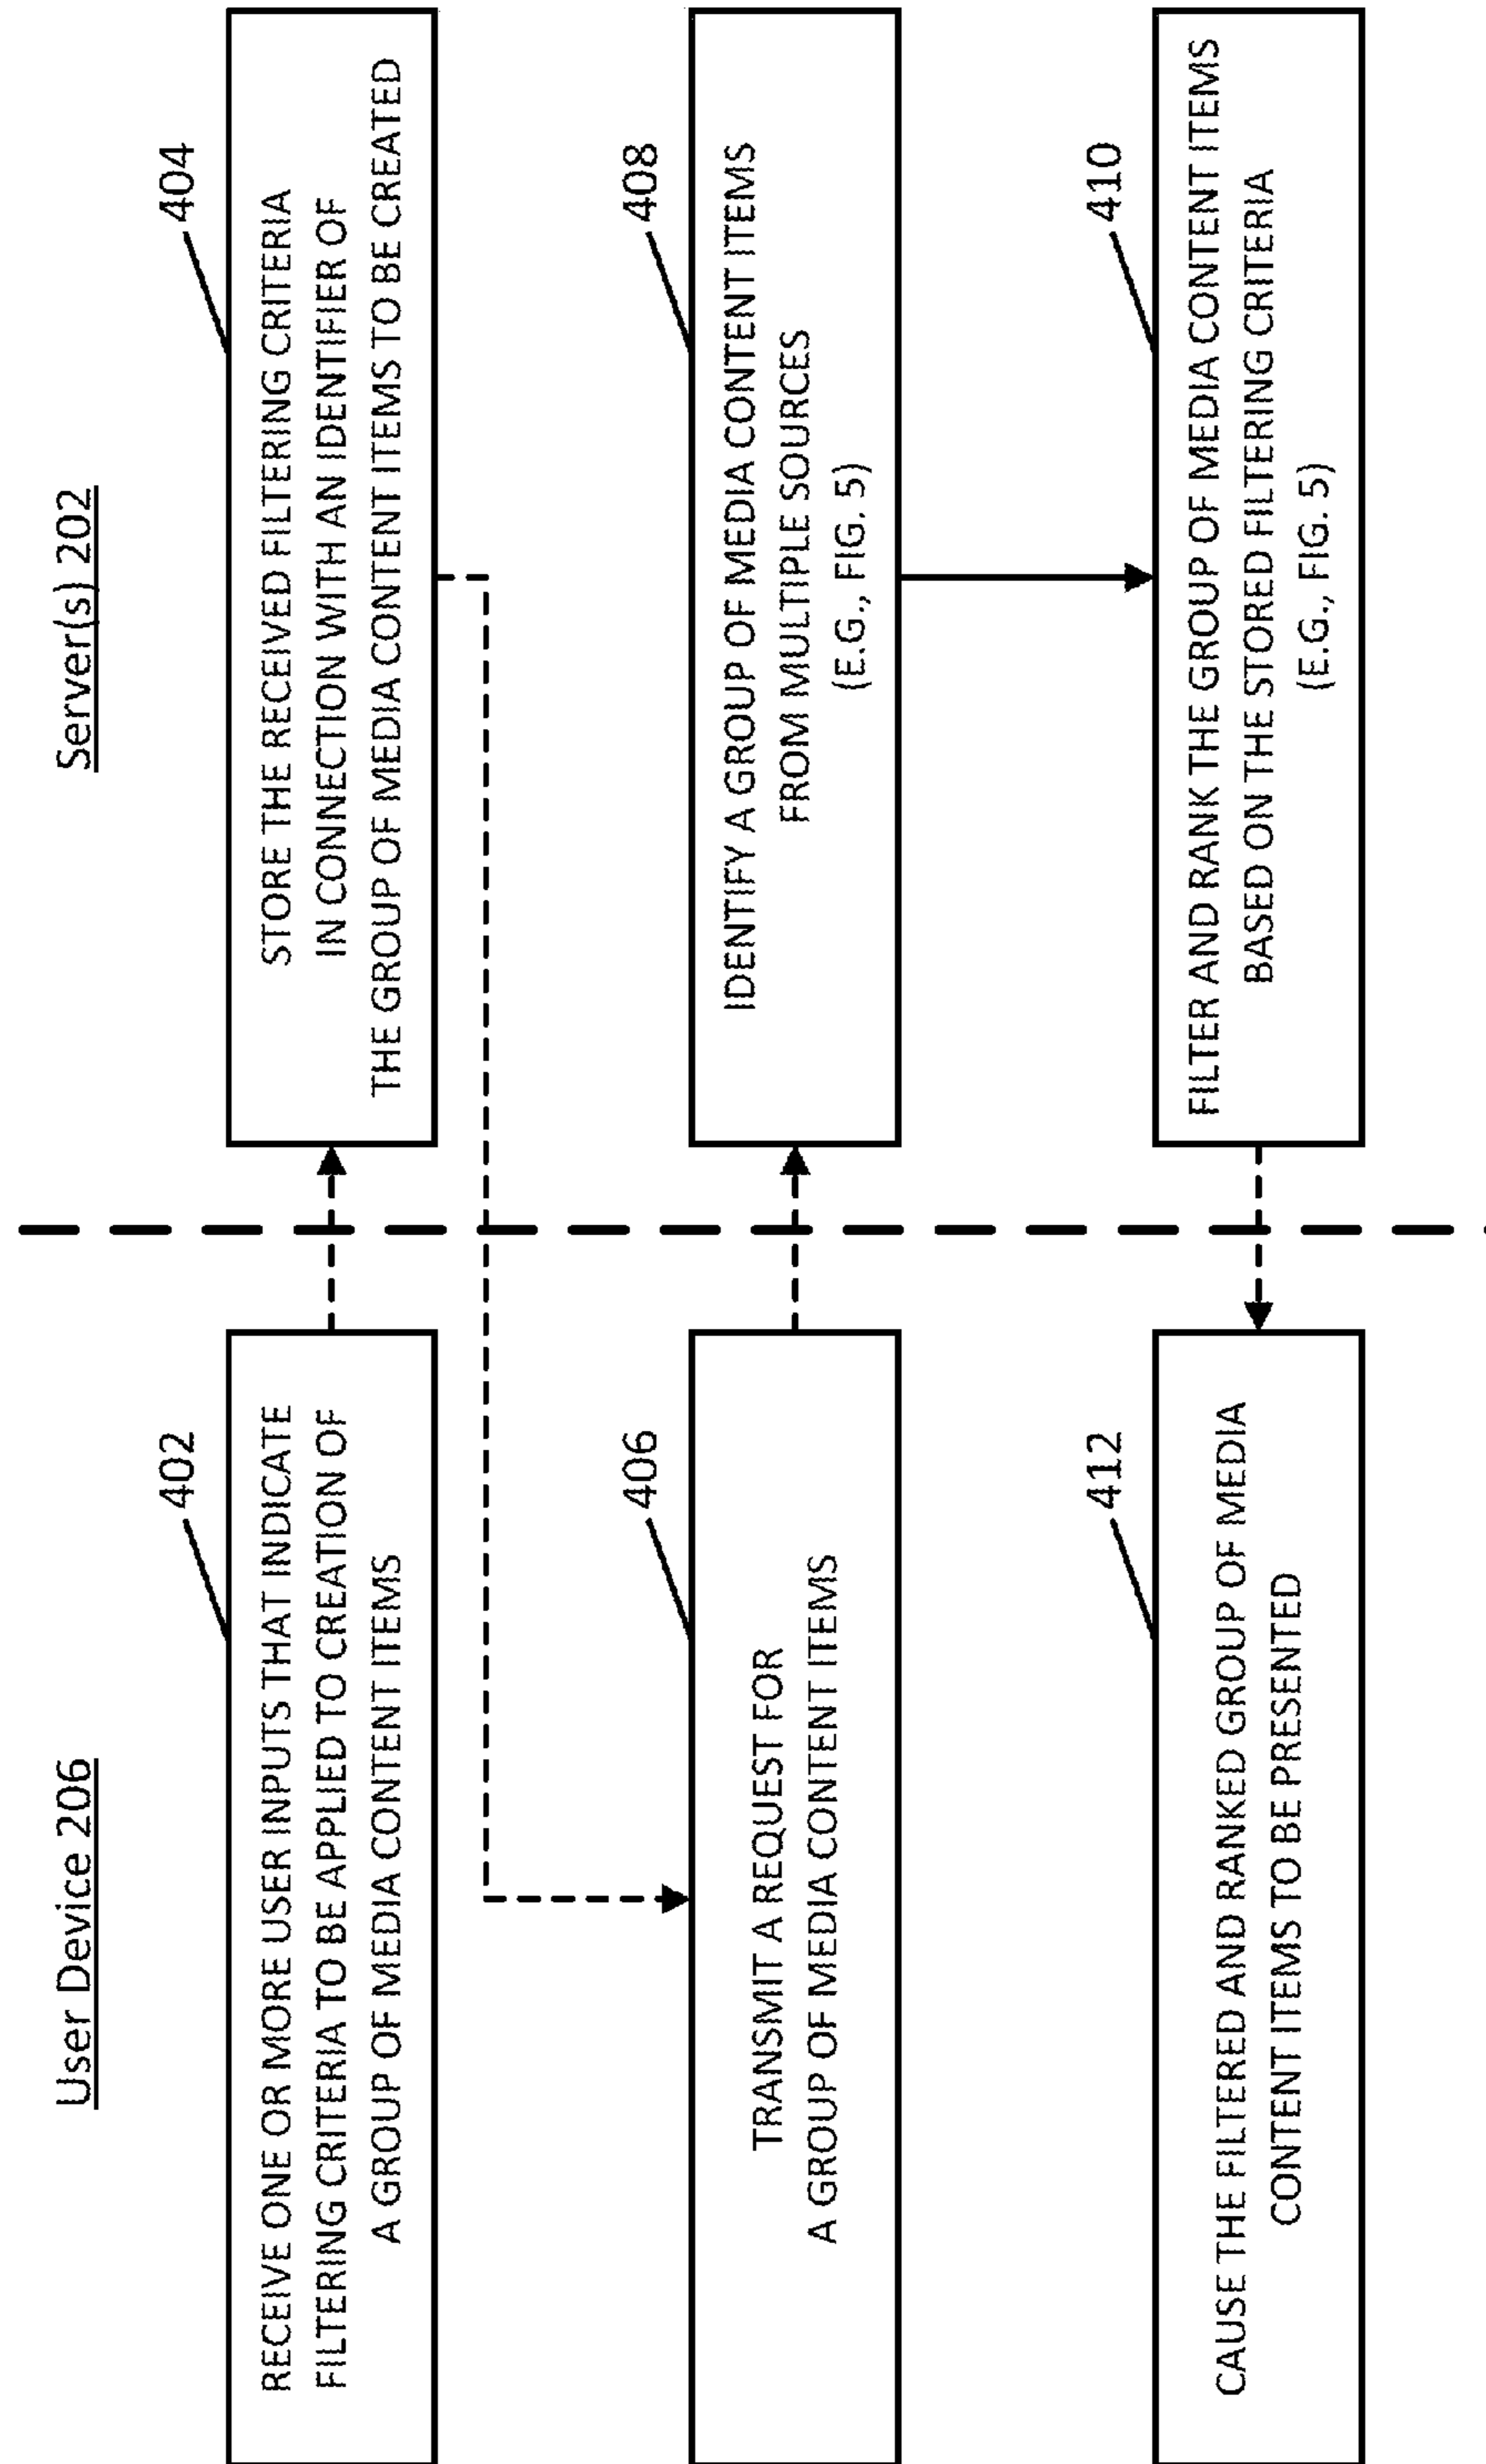 User Device 206
Server(s) 202
402
RECEIVE ONE OR MORE USER INPUTS THAT INDICATE
FILTERING CRITERIA TO BE APPLIED TO CREATION OF
A GROUP OF MEDIA CONTENT ITEMS
404
STORE THE RECEIVED FILTERING CRITERIA
IN CONNECTION WITH AN IDENTIFIER OF
THE GROUP OF MEDIA CONTENT ITEMS TO BE CREATED
406
TRANSMIT A REQUEST FOR
A GROUP OF MEDIA CONTENT ITEMS
408
IDENTIFY A GROUP OF MEDIA CONTENT ITEMS
FROM MULTIPLE SOURCES
(E.G., FIG. 5)
410
FILTER AND RANK THE GROUP OF MEDIA CONTENT ITEMS
BASED ON THE STORED FILTERING CRITERIA
(E.G., FIG. 5)
412
CAUSE THE FILTERED AND RANKED GROUP OF MEDIA
CONTENT ITEMS TO BE PRESENTED